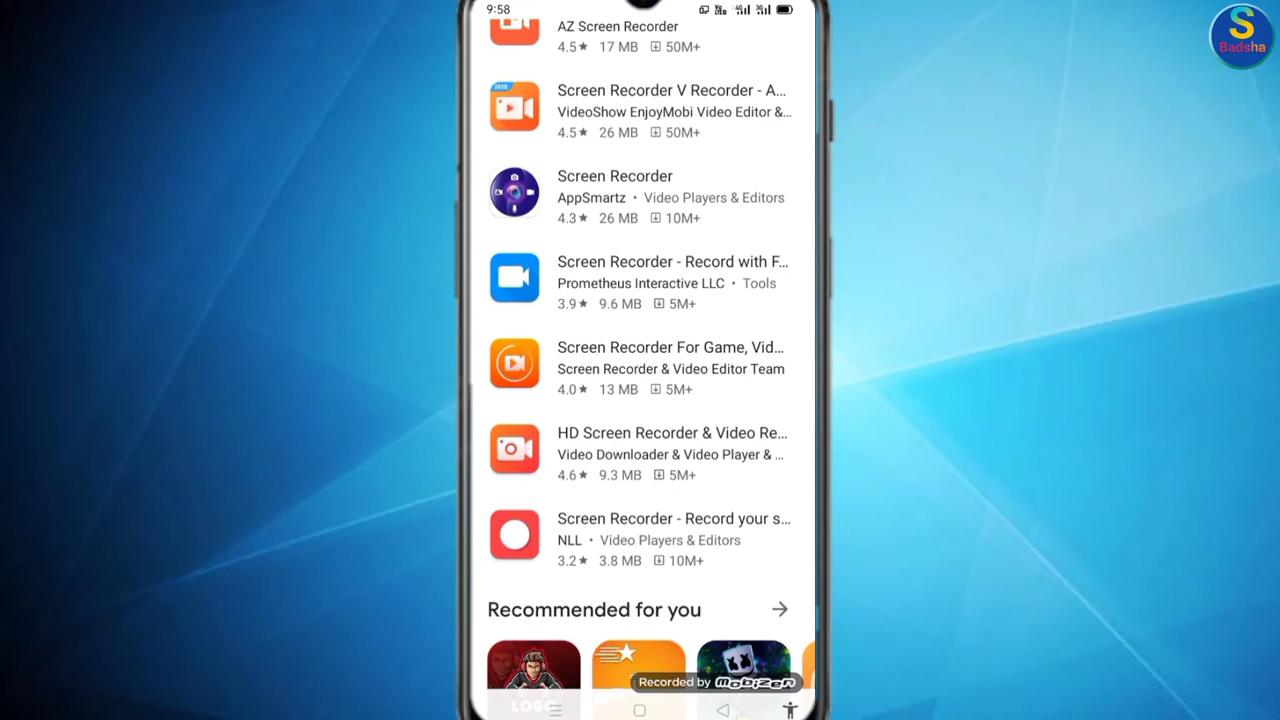 9:58
S
Badsha
AZ Screen Recorder
4.5★ 17 MB 50M+
2020
Screen Recorder V Recorder - A...
VideoShow EnjoyMobi Video Editor &...
4.5★ 26 MB 50M+
Screen Recorder
AppSmartz • Video Players & Editors
4.3★ 26 MB 10M+
Screen Recorder - Record with F...
Prometheus Interactive LLC • Tools
3.9★ 9.6 MB 5M+
Screen Recorder For Game, Vid...
Screen Recorder & Video Editor Team
4.0★ 13 MB 5M+
HD Screen Recorder & Video Re...
Video Downloader & Video Player & ...
4.6★ 9.3 MB 5M+
Screen Recorder - Record your s...
NLL • Video Players & Editors
3.2★ 3.8 MB 10M+
Recommended for you
Recorded by Mobizen
LOGO